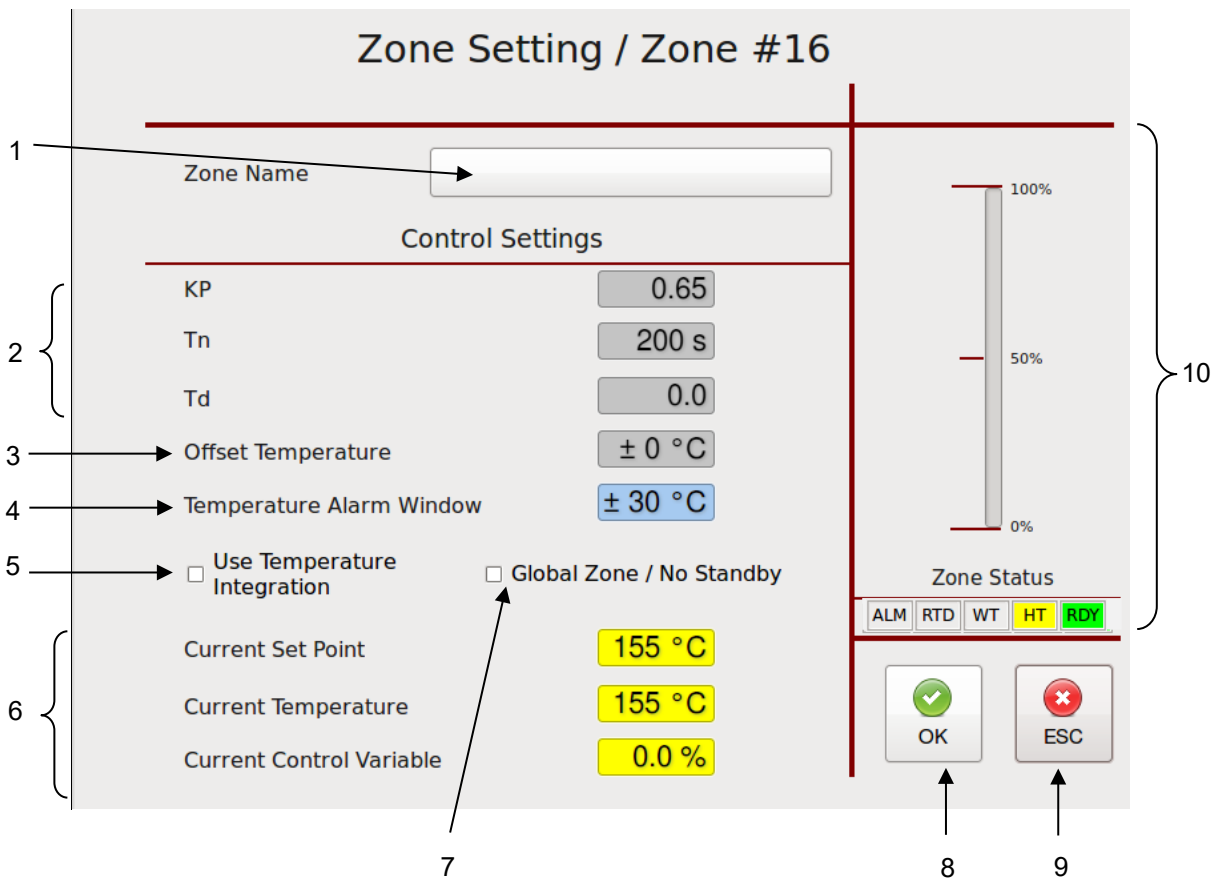 Zone Setting / Zone #16
1
Zone Name
100%
Control Settings
KP
0.65
2
Tn
200 s
50%
10
Td
0.0
3
Offset Temperature
± 0 °C
4
Temperature Alarm Window
± 30 °C
0%
5
Use Temperature
Integration
Global Zone / No Standby
Zone Status
ALM RTD WT HT RDY
6
Current Set Point
155 °C
Current Temperature
155 °C
Current Control Variable
0.0 %
OK
ESC
7
8
9